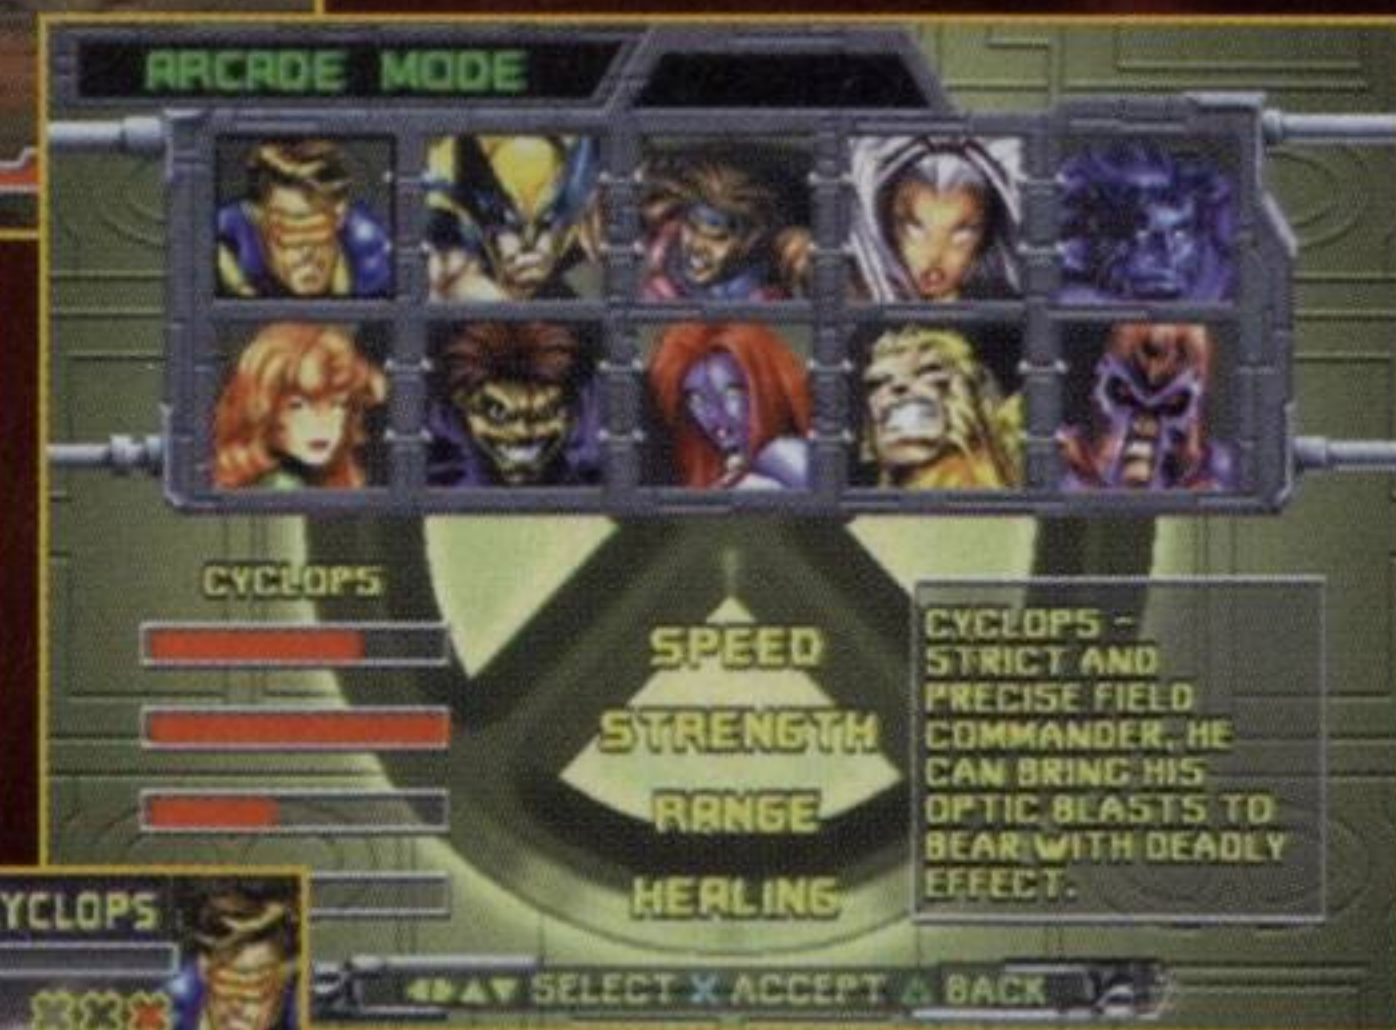 ARCADE MODE
CYCLOPS
SPEED
STRENGTH
RANGE
HEALING
CYCLOPS -
STRICT AND
PRECISE FIELD
COMMANDER, HE
CAN BRING HIS
OPTIC BLASTS TO
BEAR WITH DEADLY
EFFECT.
YCLOPS
SELECT X ACCEPT △ BACK